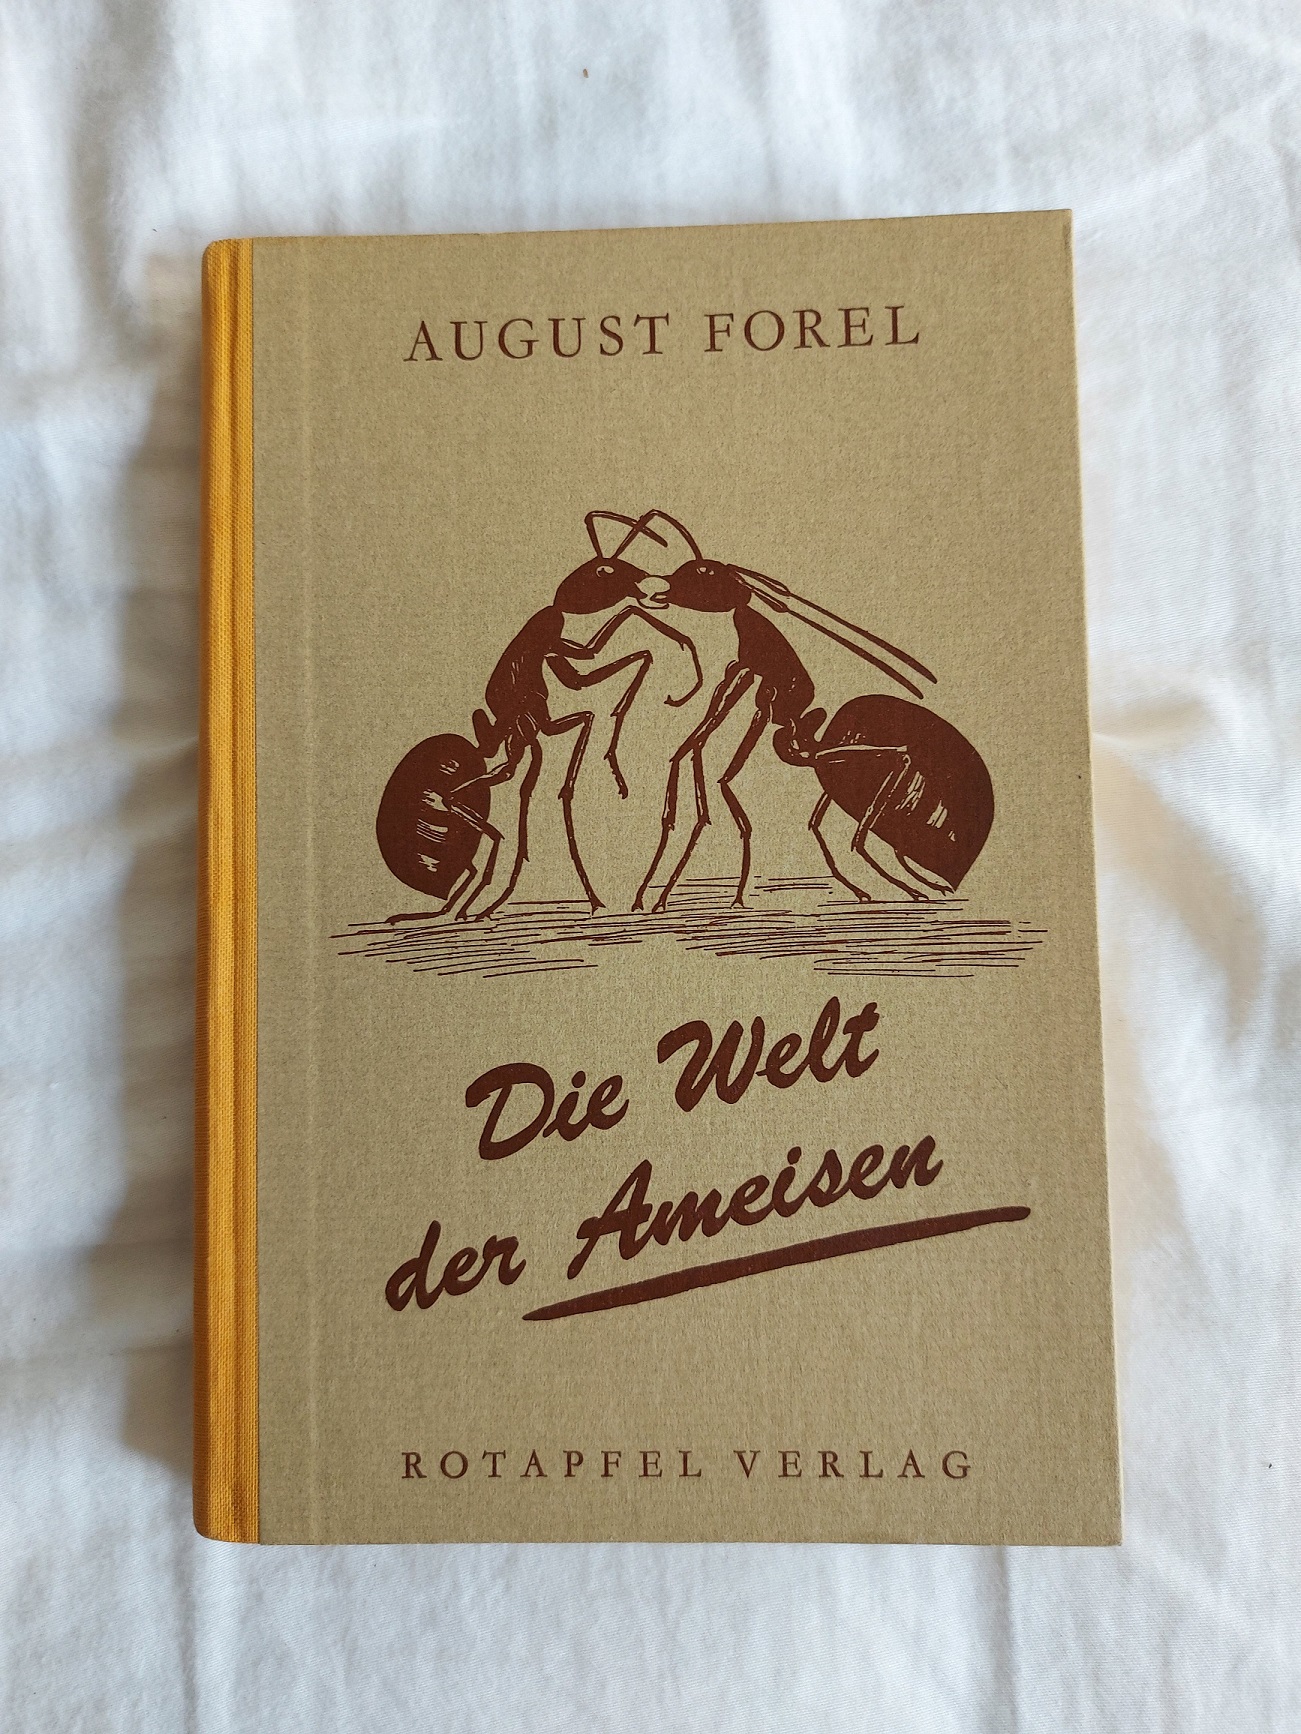 AUGUST FOREL
Die Welt
der Ameisen
ROTAPFEL VERLAG